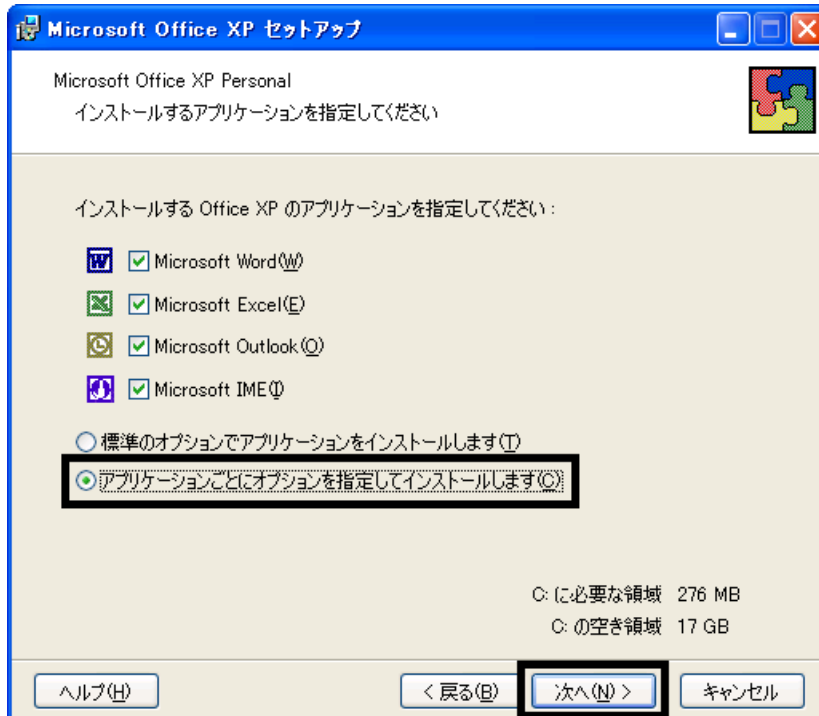 Microsoft Office XP セットアップ
Microsoft Office XP Personal
インストールするアプリケーションを指定してください
インストールする Office XP のアプリケーションを指定してください:
Microsoft Word(W)
Microsoft Excel(E)
Microsoft Outlook(O)
Microsoft IME(I)
標準のオプションでアプリケーションをインストールします(T)
アプリケーションごとにオプションを指定してインストールします(C)
C: に必要な領域 276 MB
C: の空き領域 17 GB
ヘルプ(H) < 戻る(B) 次へ(N) > キャンセル